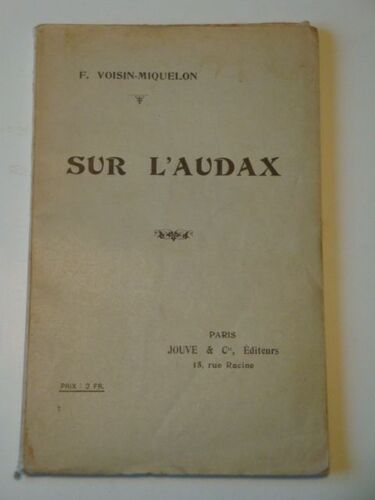 F. VOISIN-MIQUELON
SUR L'AUDAX
PARIS
JOUVE & Cie, Éditeurs
15, rue Racine
PRIX : 2 FR.